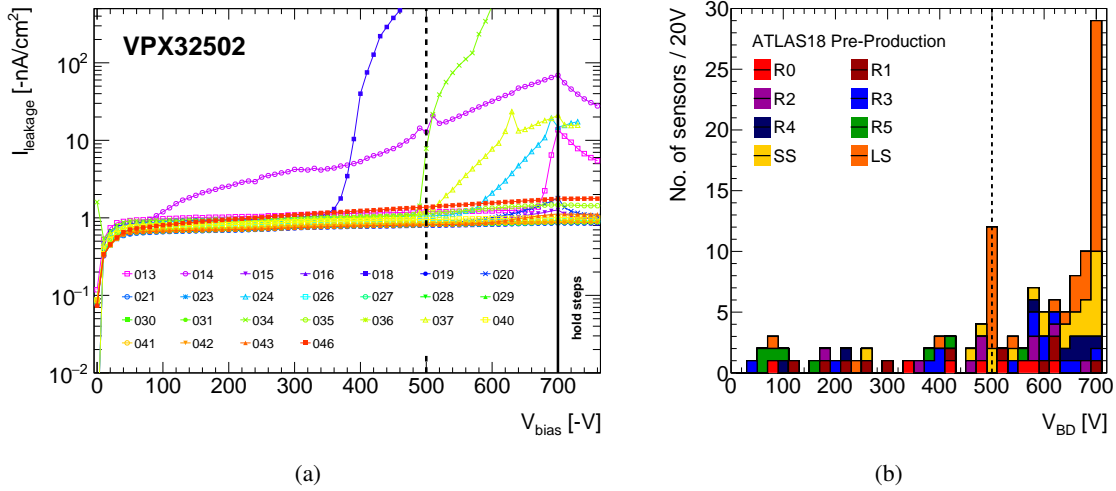 VPX32502
I_leakage [-nA/cm²]
10²
10
1
10⁻¹
10⁻²
013 014 015 016 018 019 020
021 023 024 026 027 028 029
030 031 034 035 036 037 040
041 042 043 046
hold steps
0 100 200 300 400 500 600 700
V_bias [-V]
(a)
No. of sensors / 20V
30
25
20
15
10
5
0
ATLAS18 Pre-Production
R0 R1
R2 R3
R4 R5
SS LS
0 100 200 300 400 500 600 700
V_BD [V]
(b)